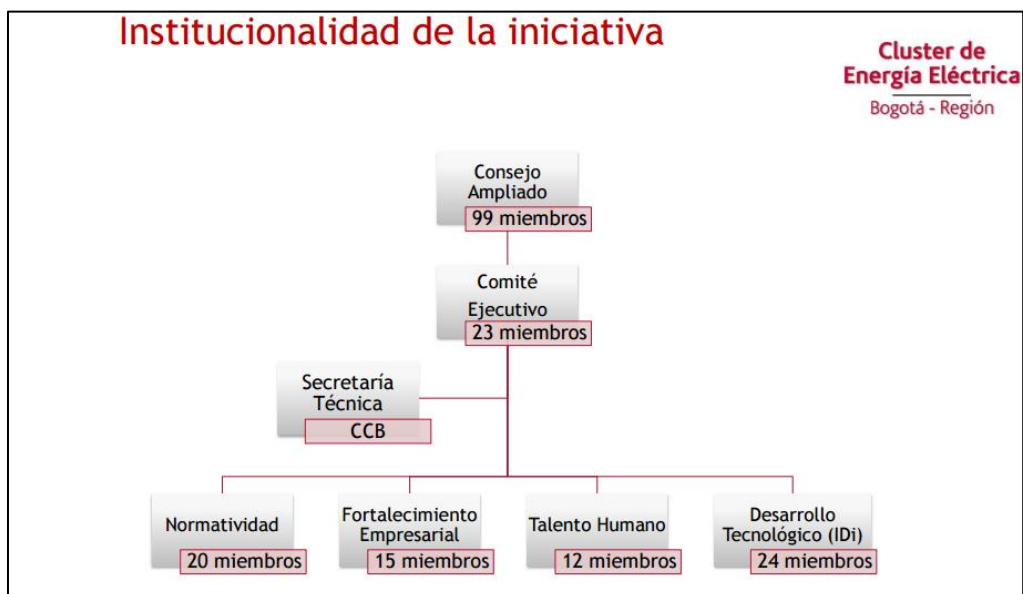 Institucionalidad de la iniciativa
Cluster de
Energía Eléctrica
Bogotá - Región
Consejo
Ampliado
99 miembros
Comité
Ejecutivo
23 miembros
Secretaría
Técnica
CCB
Normatividad
20 miembros
Fortalecimiento
Empresarial
15 miembros
Talento Humano
12 miembros
Desarrollo
Tecnológico (IDi)
24 miembros